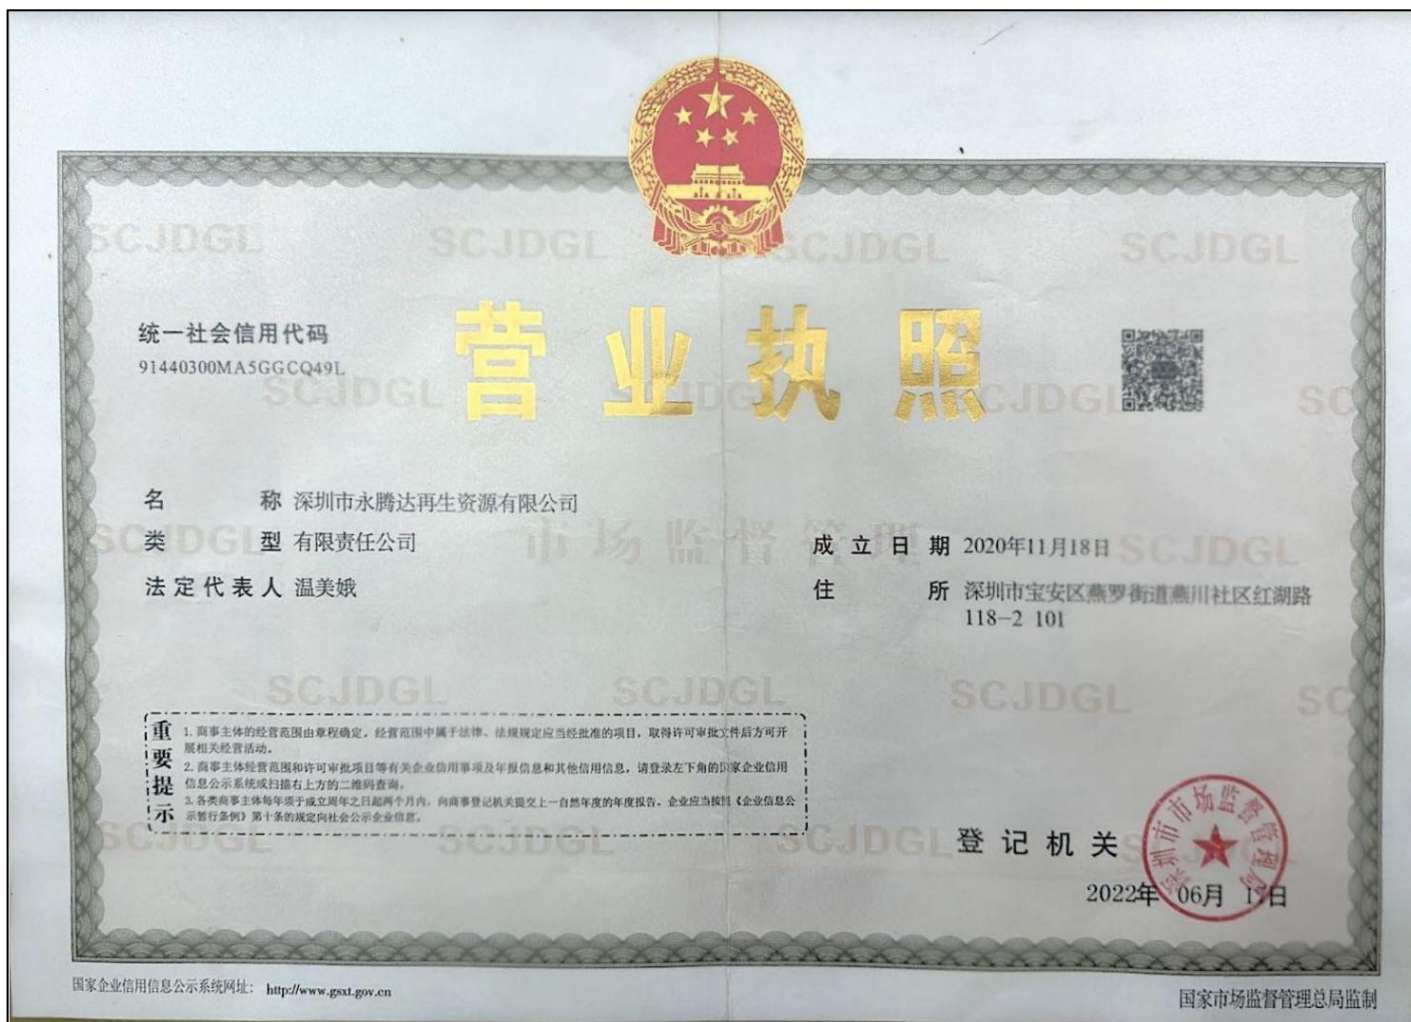 营业执照
统一社会信用代码
91440300MA5GGCQ49L
名称 深圳市永腾达再生资源有限公司
类型 有限责任公司
法定代表人 温美娥
成立日期 2020年11月18日
住所 深圳市宝安区燕罗街道燕川社区红湖路
118-2 101
重要提示
1. 商事主体的经营范围由章程确定。经营范围中属于法律、法规规定应当经批准的项目，取得许可审批文件后方可开
展相关经营活动。
2. 商事主体经营范围和许可审批项目等有关企业信用事项及年报信息和其他信用信息，请登录左下角的国家企业信用
信息公示系统或扫描右上方的二维码查询。
3. 各类商事主体每年须于成立周年之日起两个月内，向商事登记机关提交上一自然年度的年度报告。企业应当按照《企业信息公
示暂行条例》第十条的规定向社会公示企业信息。
登记机关
深圳市市场监督管理局
2022年 06月 17日
国家企业信用信息公示系统网址： http://www.gsxt.gov.cn
国家市场监督管理总局监制
SCJDGL
市场监督管理